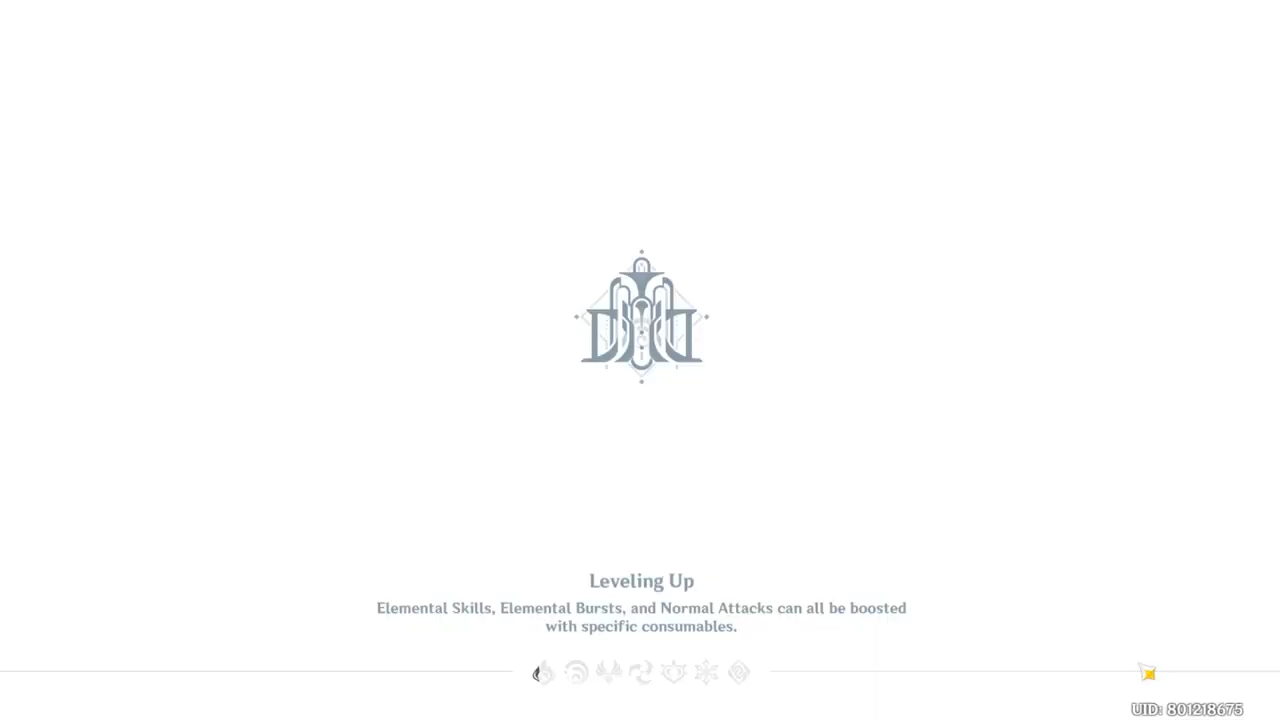 Leveling Up
Elemental Skills, Elemental Bursts, and Normal Attacks can all be boosted
with specific consumables.
UID: 801218675